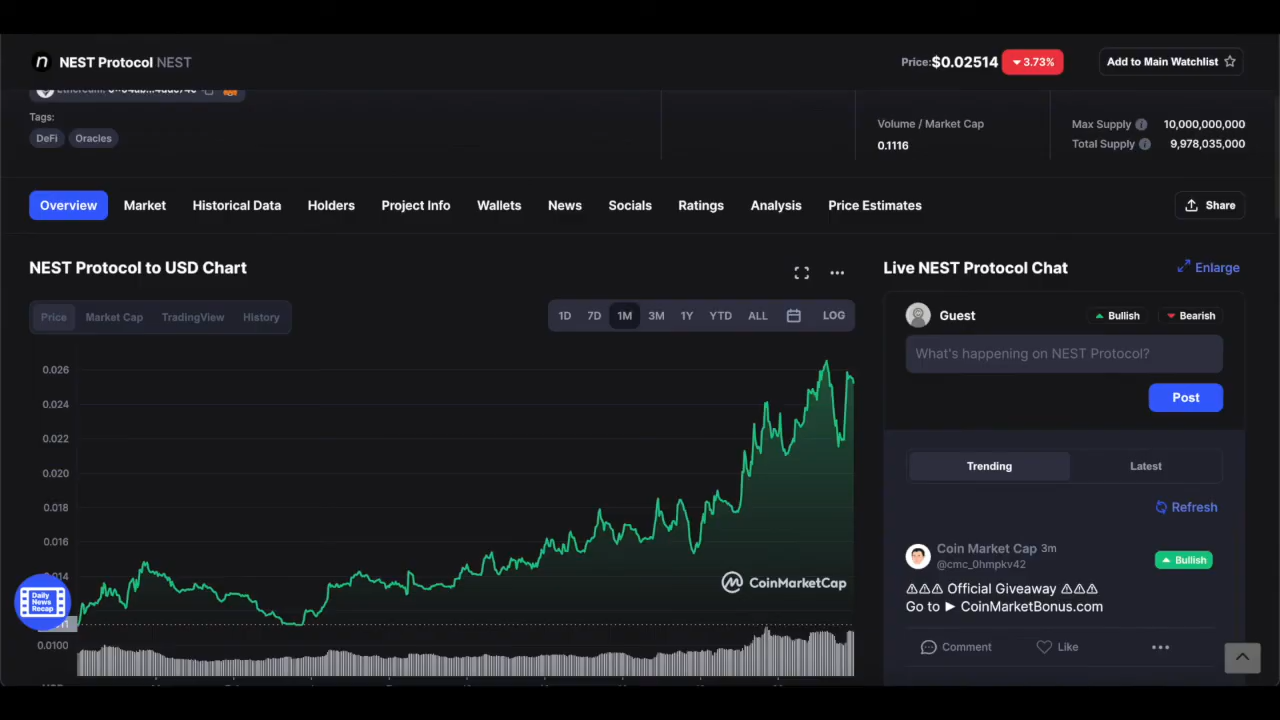 NEST Protocol NEST
Price:$0.02514 3.73%
Add to Main Watchlist
Tags:
DeFi Oracles
Volume / Market Cap
0.1116
Max Supply 10,000,000,000
Total Supply 9,978,035,000
Overview Market Historical Data Holders Project Info Wallets News Socials Ratings Analysis Price Estimates
Share
NEST Protocol to USD Chart
Price Market Cap TradingView History
1D 7D 1M 3M 1Y YTD ALL LOG
0.026
0.024
0.022
0.020
0.018
0.016
0.0100
CoinMarketCap
Daily
News
Recap
Live NEST Protocol Chat
Enlarge
Guest
Bullish Bearish
What's happening on NEST Protocol?
Post
Trending Latest
Refresh
Coin Market Cap 3m
@cmc_0hmpkv42
Bullish
⚠⚠⚠ Official Giveaway ⚠⚠⚠
Go to ► CoinMarketBonus.com
Comment Like